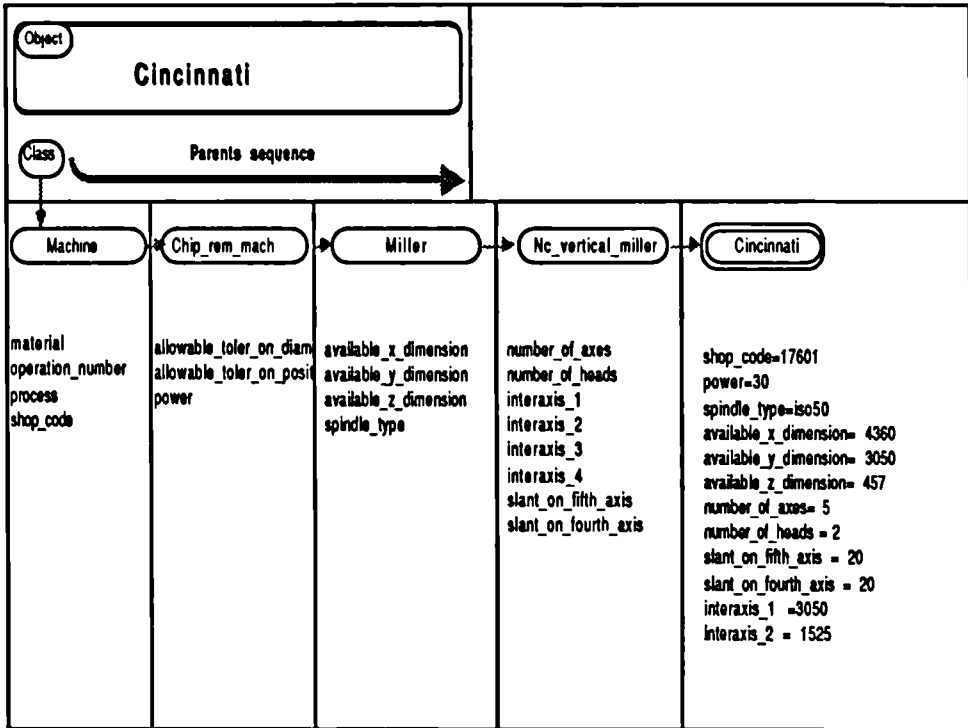 Object
Cincinnati
Class
Parents sequence
Machine
Chip_rem_mach
Miller
Nc_vertical_miller
Cincinnati
material
operation_number
process
shop_code
allowable_toler_on_diam
allowable_toler_on_posit
power
available_x_dimension
available_y_dimension
available_z_dimension
spindle_type
number_of_axes
number_of_heads
interaxis_1
interaxis_2
interaxis_3
interaxis_4
slant_on_fifth_axis
slant_on_fourth_axis
shop_code=17601
power=30
spindle_type=iso50
available_x_dimension= 4360
available_y_dimension= 3050
available_z_dimension= 457
number_of_axes= 5
number_of_heads = 2
slant_on_fifth_axis = 20
slant_on_fourth_axis = 20
interaxis_1 =3050
interaxis_2 = 1525